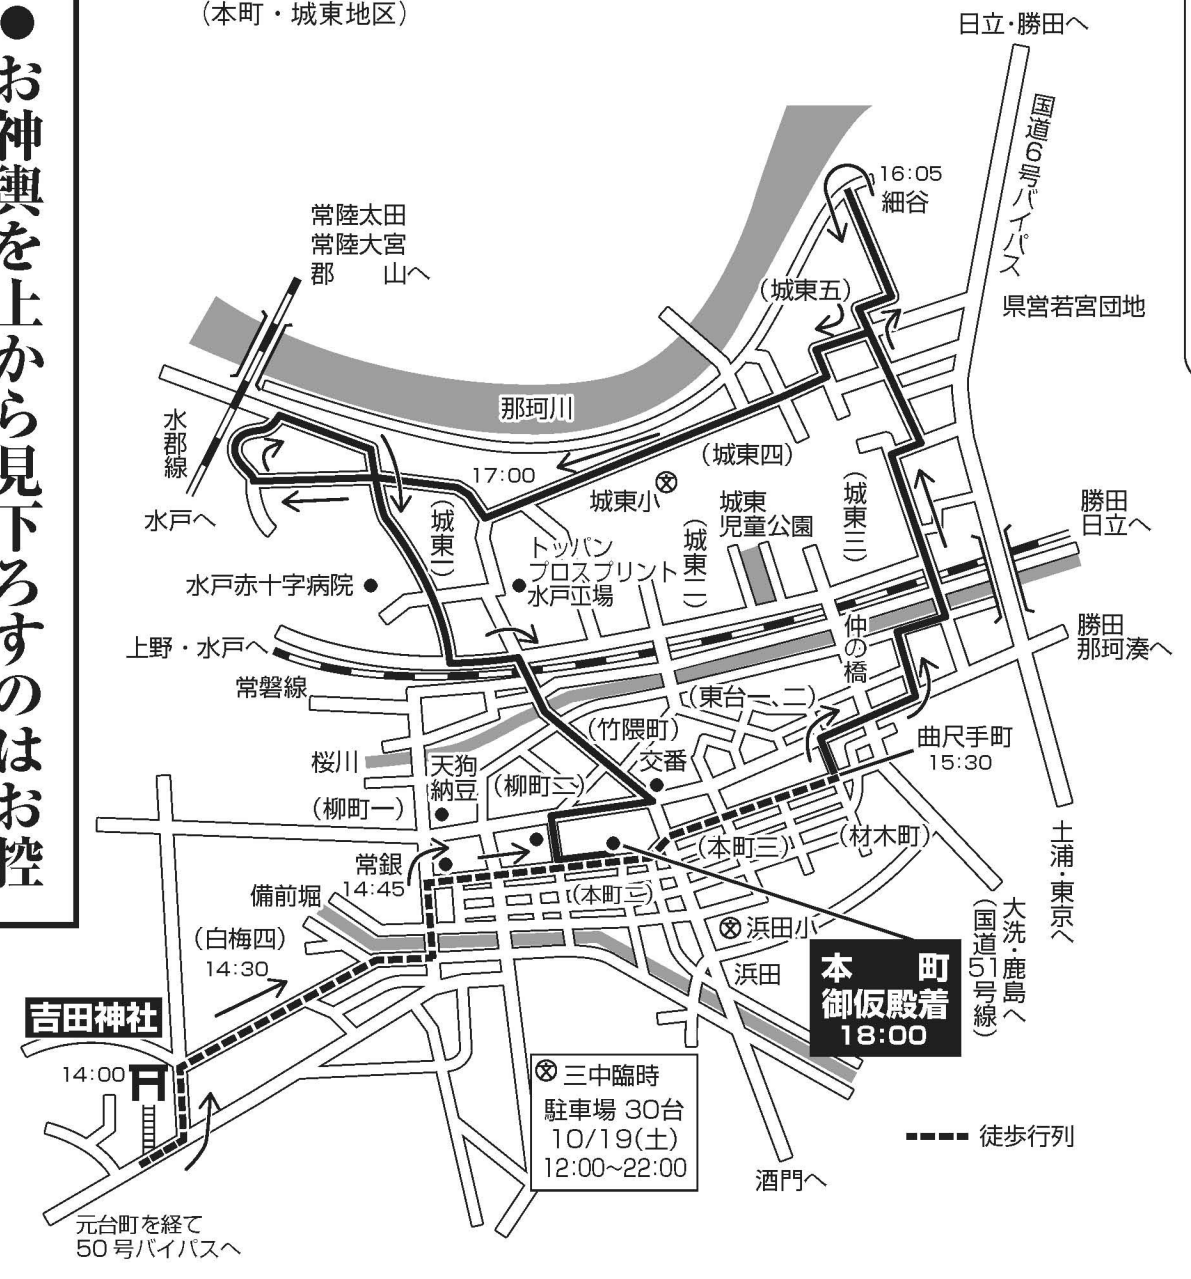 ●お神輿を上から見下ろすのはお控
(本町・城東地区)
日立・勝田へ
国道6号バイパス
16:05
細谷
常陸太田
常陸大宮
郡　山へ
(城東五)
県営若宮団地
那珂川
水郡線
水戸へ
17:00
(城東四)
城東小
(城東一)
城東
児童公園
(城東三)
(城東二)
勝田
日立へ
トッパン
プロスプリント
水戸工場
水戸赤十字病院
上野・水戸へ
常磐線
仲の橋
勝田
那珂湊へ
(東台一、二)
(竹隈町)
交番
曲尺手町
15:30
桜川
天狗
納豆
(柳町二)
(柳町一)
(本町三)
(材木町)
土浦・東京へ
常銀
14:45
(本町二)
備前堀
(白梅四)
14:30
浜田小
浜田
大洗・鹿島へ
(国道51号線)
本町
御仮殿着
18:00
吉田神社
14:00
三中臨時
駐車場 30台
10/19(土)
12:00~22:00
徒歩行列
酒門へ
元台町を経て
50号バイパスへ